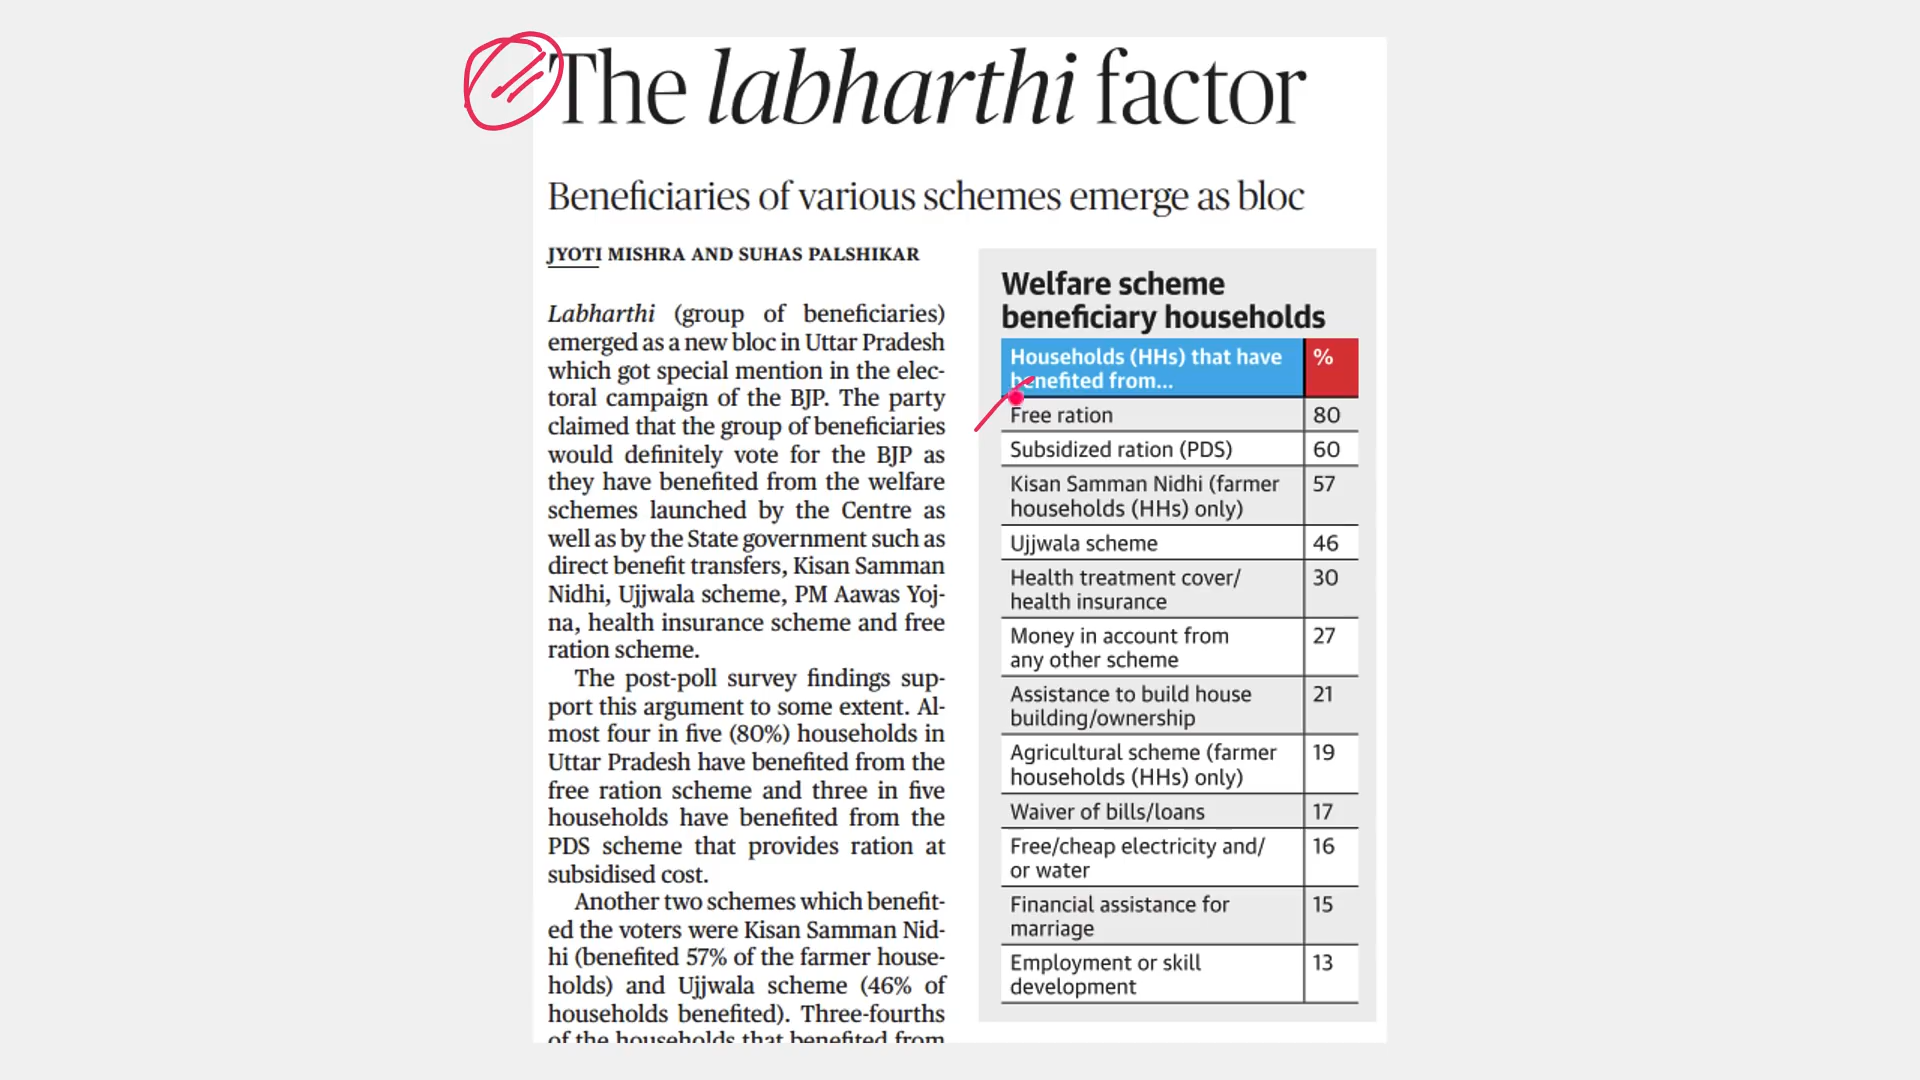 The labharthi factor
Beneficiaries of various schemes emerge as bloc
JYOTI MISHRA AND SUHAS PALSHIKAR
Labharthi (group of beneficiaries)
emerged as a new bloc in Uttar Pradesh
which got special mention in the elec-
toral campaign of the BJP. The party
claimed that the group of beneficiaries
would definitely vote for the BJP as
they have benefited from the welfare
schemes launched by the Centre as
well as by the State government such as
direct benefit transfers, Kisan Samman
Nidhi, Ujjwala scheme, PM Aawas Yoj-
na, health insurance scheme and free
ration scheme.
The post-poll survey findings sup-
port this argument to some extent. Al-
most four in five (80%) households in
Uttar Pradesh have benefited from the
free ration scheme and three in five
households have benefited from the
PDS scheme that provides ration at
subsidised cost.
Another two schemes which benefit-
ed the voters were Kisan Samman Nid-
hi (benefited 57% of the farmer house-
holds) and Ujjwala scheme (46% of
households benefited). Three-fourths
of the households that benefited from
Welfare scheme
beneficiary households
Households (HHs) that have %
benefited from...
Free ration 80
Subsidized ration (PDS) 60
Kisan Samman Nidhi (farmer 57
households (HHs) only)
Ujjwala scheme 46
Health treatment cover/ 30
health insurance
Money in account from 27
any other scheme
Assistance to build house 21
building/ownership
Agricultural scheme (farmer 19
households (HHs) only)
Waiver of bills/loans 17
Free/cheap electricity and/ 16
or water
Financial assistance for 15
marriage
Employment or skill 13
development